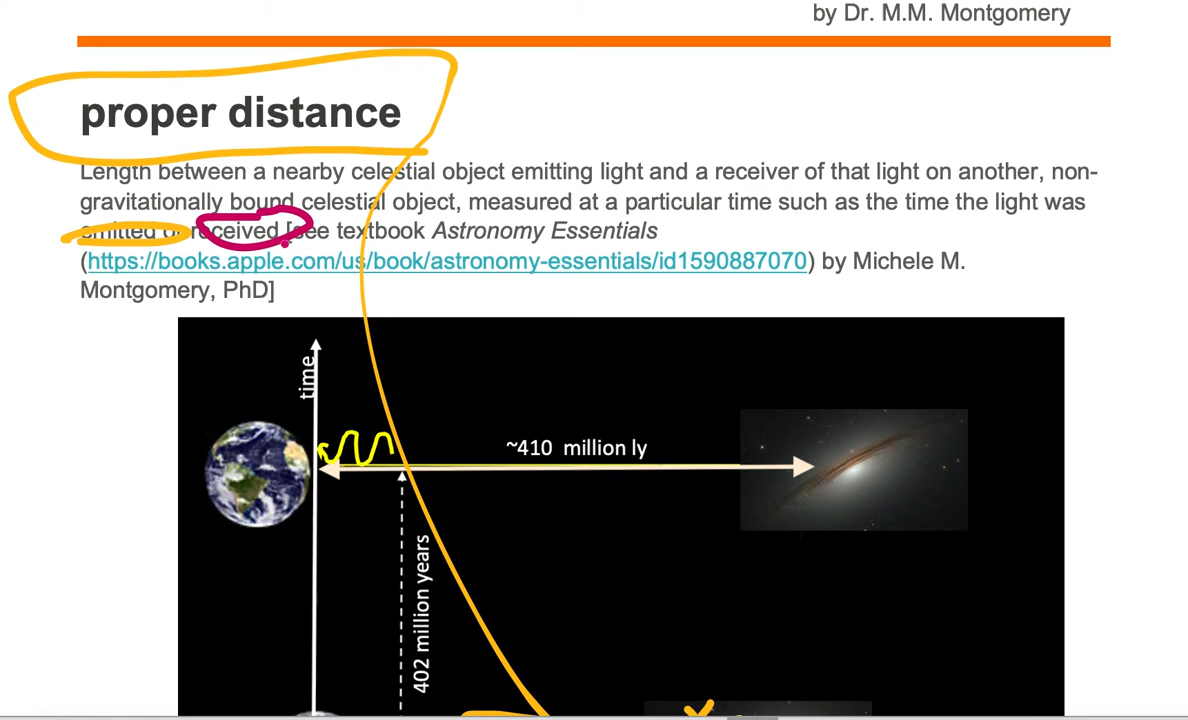 by Dr. M.M. Montgomery
proper distance
Length between a nearby celestial object emitting light and a receiver of that light on another, non-
gravitationally bound celestial object, measured at a particular time such as the time the light was
emitted or received [see textbook Astronomy Essentials
(https://books.apple.com/us/book/astronomy-essentials/id1590887070) by Michele M.
Montgomery, PhD]
time
~410 million ly
402 million years